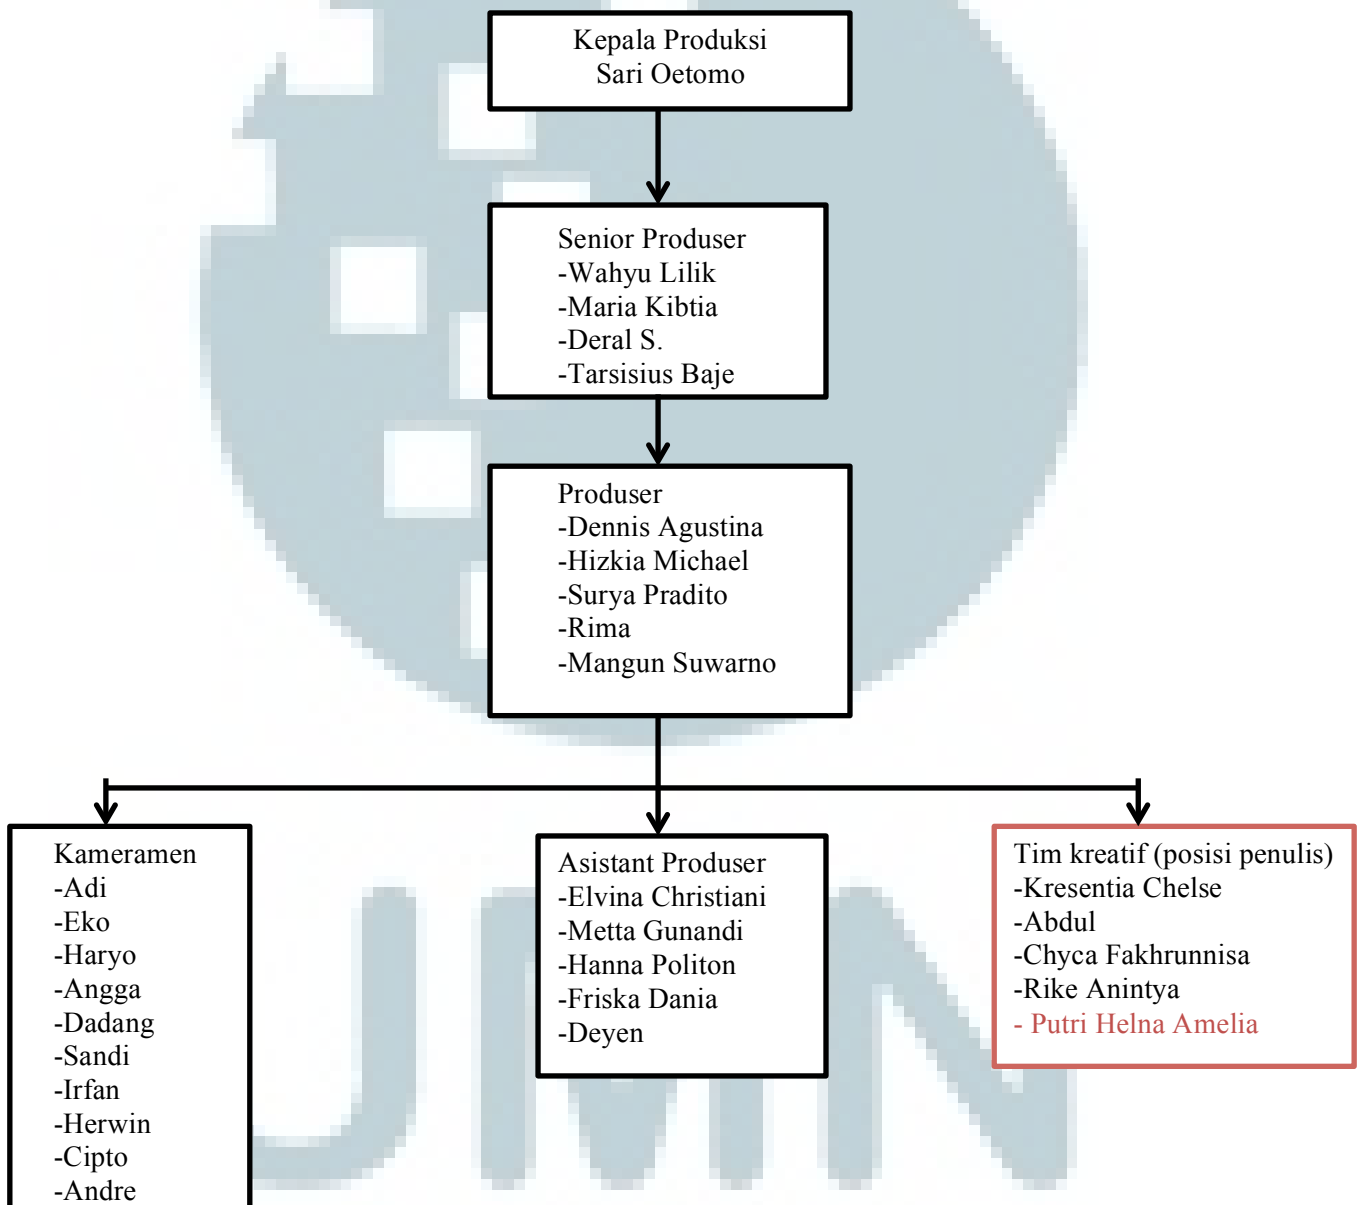 Kepala Produksi
Sari Oetomo
Senior Produser
-Wahyu Lilik
-Maria Kibtia
-Deral S.
-Tarsisius Baje
Produser
-Dennis Agustina
-Hizkia Michael
-Surya Pradito
-Rima
-Mangun Suwarno
Kameramen
-Adi
-Eko
-Haryo
-Angga
-Dadang
-Sandi
-Irfan
-Herwin
-Cipto
-Andre
Asistant Produser
-Elvina Christiani
-Metta Gunandi
-Hanna Politon
-Friska Dania
-Deyen
Tim kreatif (posisi penulis)
-Kresentia Chelse
-Abdul
-Chyca Fakhrunnisa
-Rike Anintya
- Putri Helna Amelia
UMN